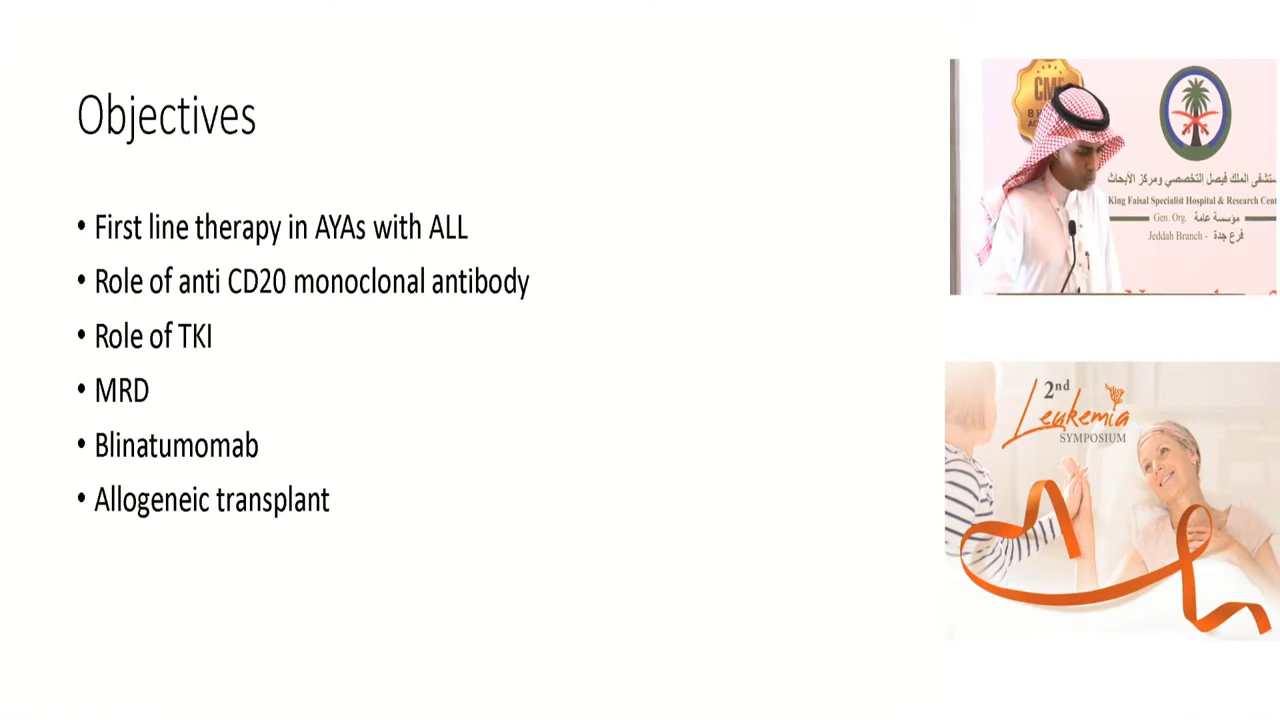 Objectives
• First line therapy in AYAs with ALL
• Role of anti CD20 monoclonal antibody
• Role of TKI
• MRD
• Blinatumomab
• Allogeneic transplant
CME
مستشفى الملك فيصل التخصصي ومركز الأبحاث
King Faisal Specialist Hospital & Research Cent
Gen. Org. مؤسسة عامة
Jeddah Branch - فرع جدة
2nd
Leukemia
SYMPOSIUM